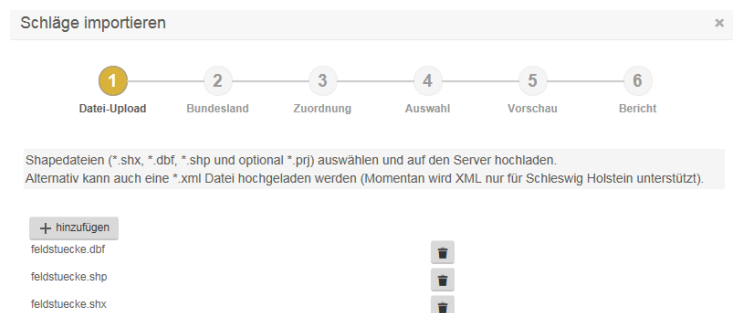 Schläge importieren ×
1 2 3 4 5 6
Datei-Upload Bundesland Zuordnung Auswahl Vorschau Bericht
Shapedateien (*.shx, *.dbf, *.shp und optional *.prj) auswählen und auf den Server hochladen.
Alternativ kann auch eine *.xml Datei hochgeladen werden (Momentan wird XML nur für Schleswig Holstein unterstützt).
+ hinzufügen
feldstuecke.dbf
feldstuecke.shp
feldstuecke.shx